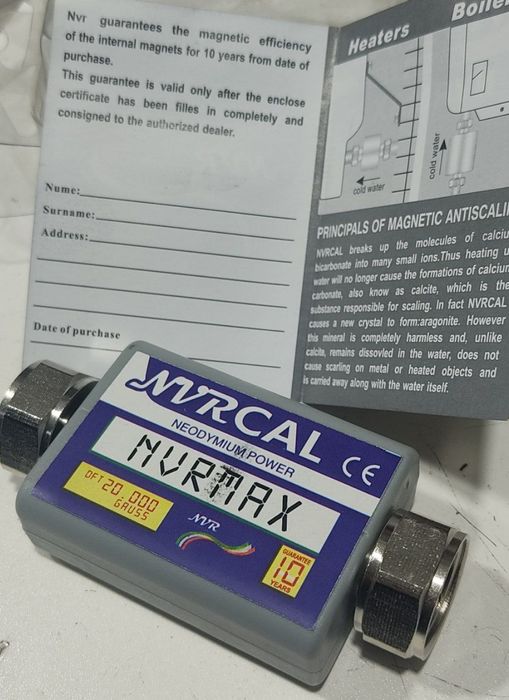 Nvr guarantees the magnetic efficiency
of the internal magnets for 10 years from date of
purchase.
This guarantee is valid only after the enclose
certificate has been filles in completely and
consigned to the authorized dealer.
Nume:
Surname:
Address:
Date of purchase
Heaters
cold water
cold water
PRINCIPALS OF MAGNETIC ANTISCALI
NVRCAL breaks up the molecules of calciu
bicarbonate into many small ions.Thus heating u
water will no longer cause the formations of calcium
carbonate, also know as calcite, which is the
substance responsible for scaling. In fact NVRCAL
causes a new crystal to form:aragonite. However
this mineral is completely harmless and, unlike
calcite, remains dissovled in the water, does not
cause scarling on metal or heated objects and
is carried away along with the water itself.
NVRCAL
NEODYMIUM POWER
CE
NVRMAX
DFT 20 000
GAUSS
NVR
GUARANTEE
10
YEARS